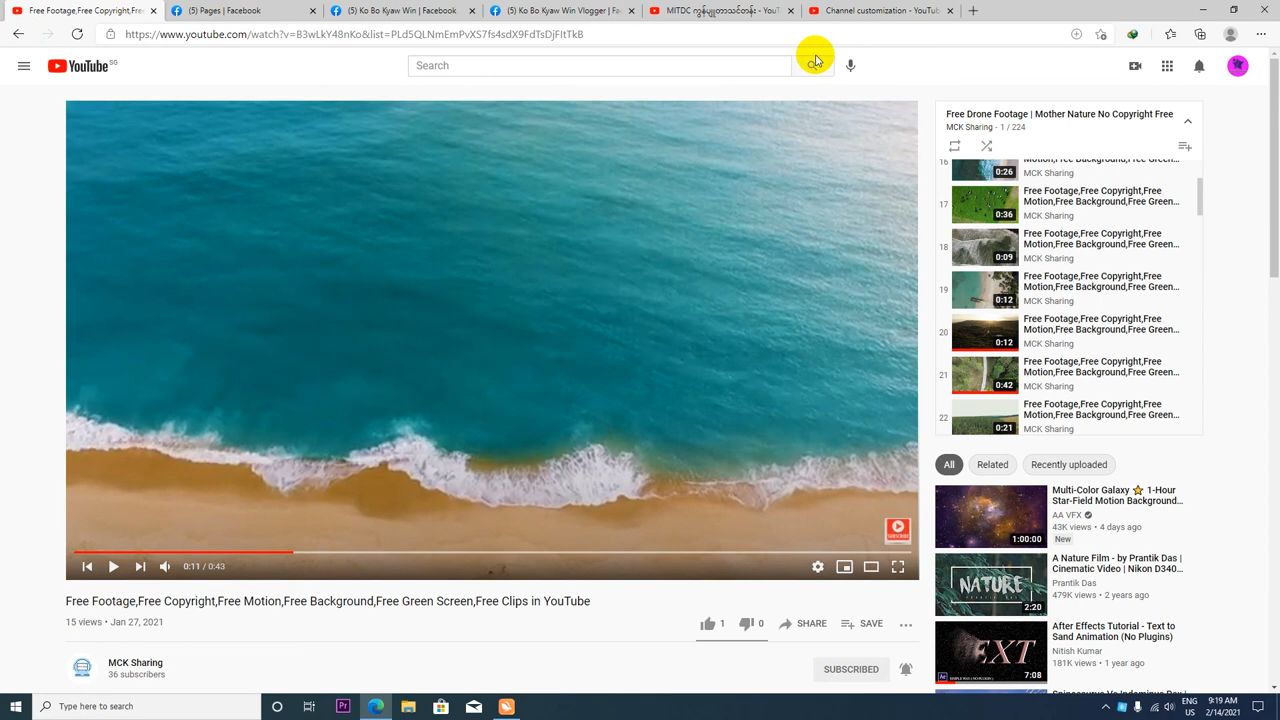 Free Footage,Free Copyright,Fre
(5) Pages | Facebook
(5) Ko Bo Kyaw Win | Facebook
(5) Ko Bo Kyaw Win Vlogger | Fa
Channel customization - YouTub
https://www.youtube.com/watch?v=B3wLkY48nKo&list=PLd5QLNmEmPvXS7fs4sdX9FdTsDjFItTkB
YouTube SG
Search
Free Drone Footage | Mother Nature No Copyright Free
MCK Sharing - 1 / 224
16
Motion,Free Background,Free Green...
MCK Sharing
0:26
17
Free Footage,Free Copyright,Free
Motion,Free Background,Free Green...
MCK Sharing
0:36
18
Free Footage,Free Copyright,Free
Motion,Free Background,Free Green...
MCK Sharing
0:09
19
Free Footage,Free Copyright,Free
Motion,Free Background,Free Green...
MCK Sharing
0:12
20
Free Footage,Free Copyright,Free
Motion,Free Background,Free Green...
MCK Sharing
0:12
21
Free Footage,Free Copyright,Free
Motion,Free Background,Free Green...
MCK Sharing
0:42
22
Free Footage,Free Copyright,Free
Motion,Free Background,Free Green...
MCK Sharing
0:21
SUBSCRIBE
0:11 / 0:43
Free Footage,Free Copyright,Free Motion,Free Background,Free Green Screen,Free Clips in YouTube
15 views • Jan 27, 2021
1
0
SHARE
SAVE
MCK Sharing
36 subscribers
SUBSCRIBED
All
Related
Recently uploaded
Multi-Color Galaxy ⭐ 1-Hour
Star-Field Motion Background...
AA VFX
43K views • 4 days ago
New
1:00:00
A Nature Film - by Prantik Das |
Cinematic Video | Nikon D340...
Prantik Das
479K views • 2 years ago
NATURE
2:20
After Effects Tutorial - Text to
Sand Animation (No Plugins)
Nitish Kumar
181K views • 1 year ago
EXT
7:08
Type here to search
ENG
US
9:19 AM
2/14/2021